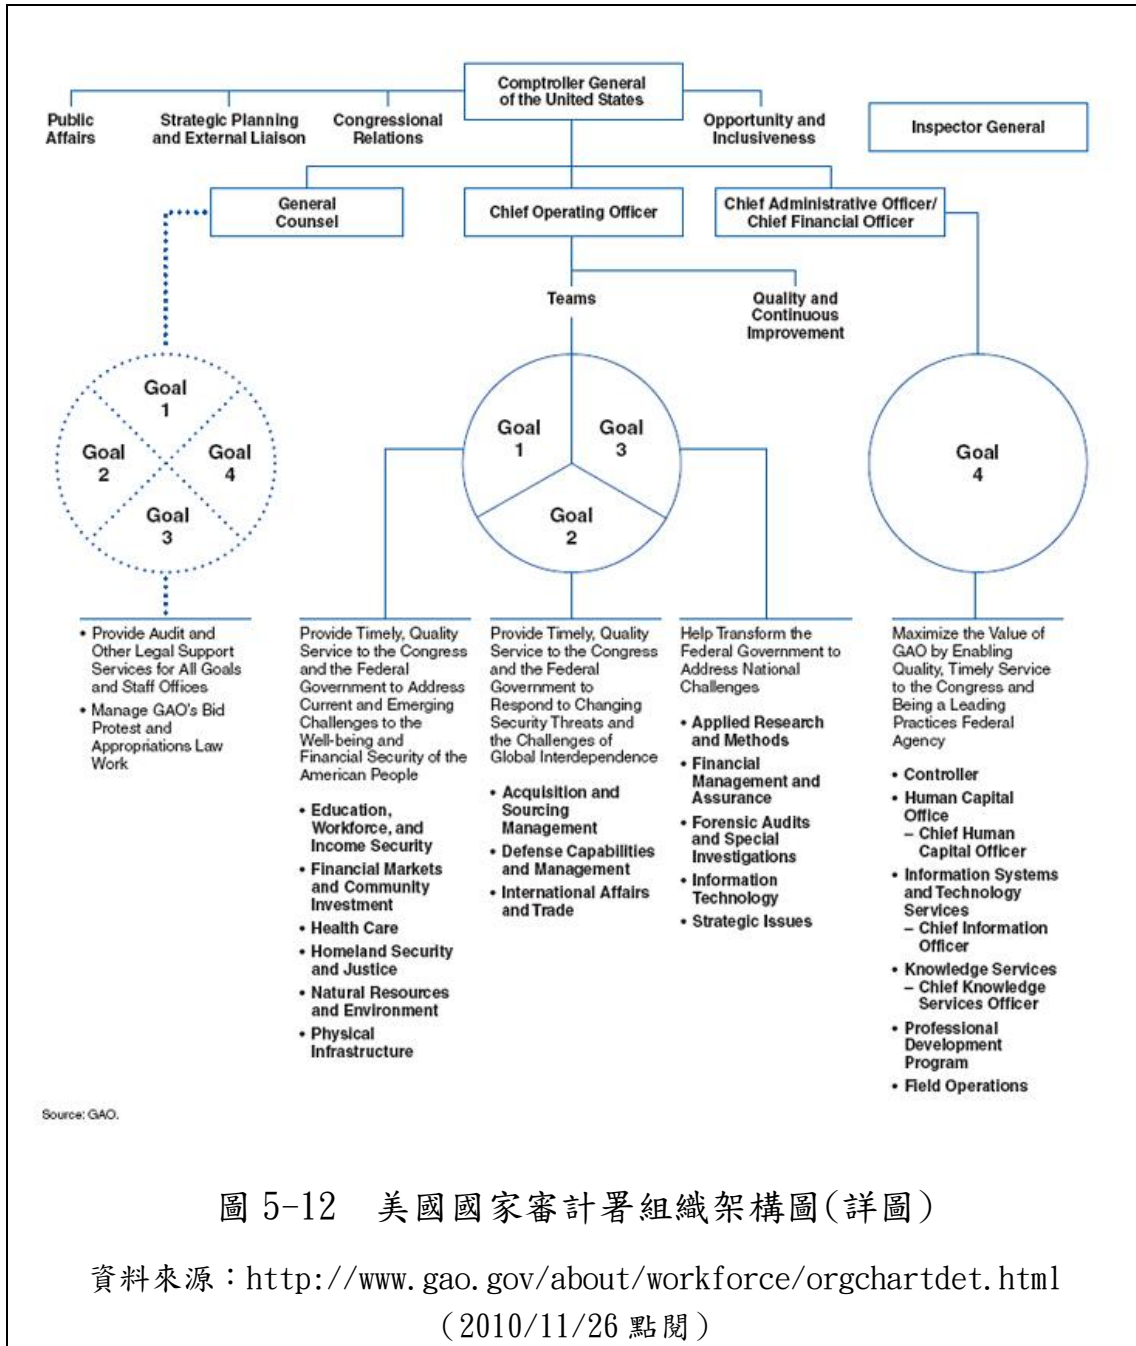 Comptroller General
of the United States
Public
Affairs
Strategic Planning
and External Liaison
Congressional
Relations
Opportunity and
Inclusiveness
Inspector General
General
Counsel
Chief Operating Officer
Chief Administrative Officer/
Chief Financial Officer
Teams
Quality and
Continuous
Improvement
Goal
1
Goal
2
Goal
4
Goal
3
Goal
1
Goal
3
Goal
2
Goal
4
• Provide Audit and
Other Legal Support
Services for All Goals
and Staff Offices
• Manage GAO's Bid
Protest and
Appropriations Law
Work
Provide Timely, Quality
Service to the Congress
and the Federal
Government to Address
Current and Emerging
Challenges to the
Well-being and
Financial Security of the
American People
• Education,
Workforce, and
Income Security
• Financial Markets
and Community
Investment
• Health Care
• Homeland Security
and Justice
• Natural Resources
and Environment
• Physical
Infrastructure
Provide Timely, Quality
Service to the Congress
and the Federal
Government to
Respond to Changing
Security Threats and
the Challenges of
Global Interdependence
• Acquisition and
Sourcing
Management
• Defense Capabilities
and Management
• International Affairs
and Trade
Help Transform the
Federal Government to
Address National
Challenges
• Applied Research
and Methods
• Financial
Management and
Assurance
• Forensic Audits
and Special
Investigations
• Information
Technology
• Strategic Issues
Maximize the Value of
GAO by Enabling
Quality, Timely Service
to the Congress and
Being a Leading
Practices Federal
Agency
• Controller
• Human Capital
Office
– Chief Human
Capital Officer
• Information Systems
and Technology
Services
– Chief Information
Officer
• Knowledge Services
– Chief Knowledge
Services Officer
• Professional
Development
Program
• Field Operations
Source: GAO.
圖 5-12 美國國家審計署組織架構圖(詳圖)
資料來源：http://www.gao.gov/about/workforce/orgchartdet.html
（2010/11/26 點閱）